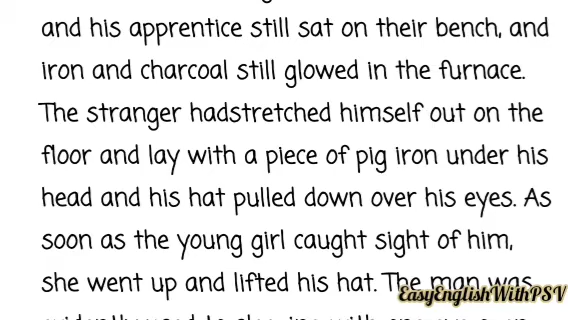 and his apprentice still sat on their bench, and
iron and charcoal still glowed in the furnace.
The stranger hadstretched himself out on the
floor and lay with a piece of pig iron under his
head and his hat pulled down over his eyes. As
soon as the young girl caught sight of him,
she went up and lifted his hat. The man was
EasyEnglishWithPSV